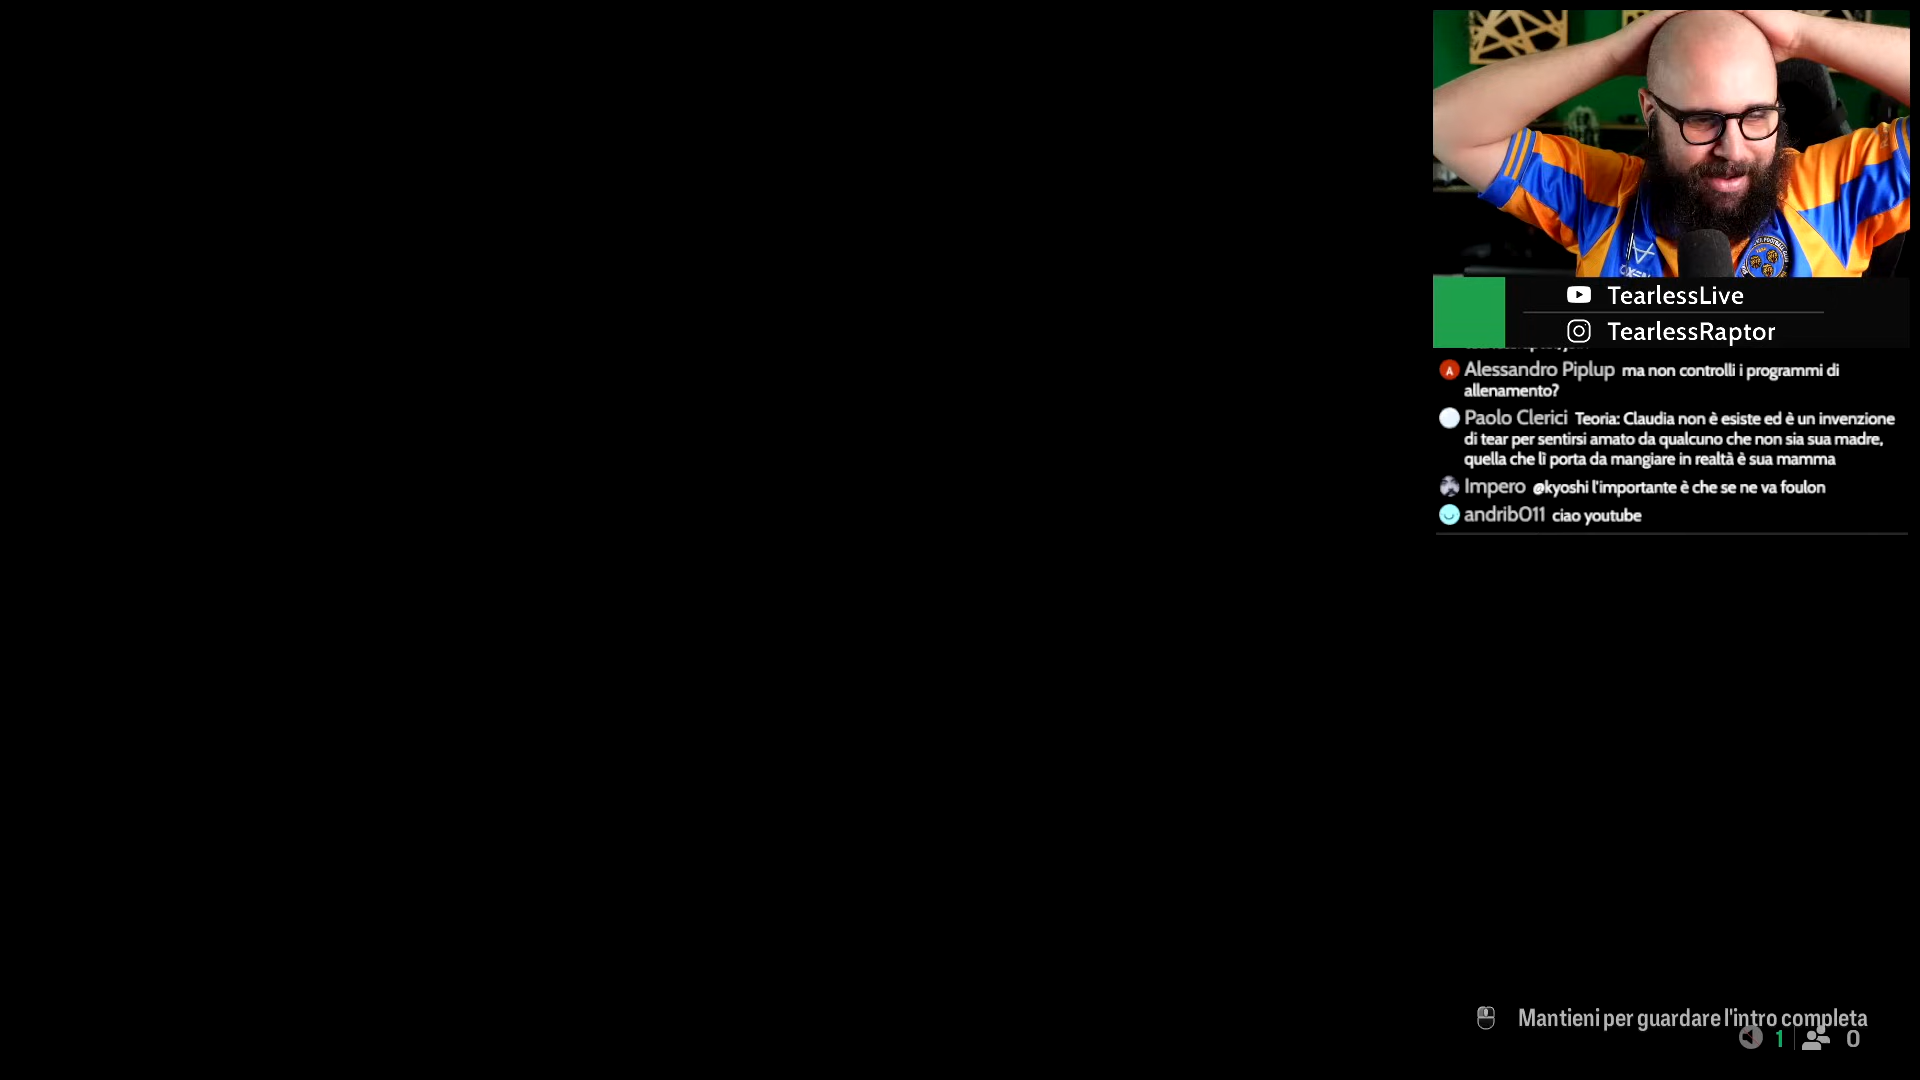 TearlessLive
TearlessRaptor
A Alessandro Piplup ma non controlli i programmi di
allenamento?
Paolo Clerici Teoria: Claudia non è esiste ed è un invenzione
di tear per sentirsi amato da qualcuno che non sia sua madre,
quella che lì porta da mangiare in realtà è sua mamma
Impero @kyoshi l'importante è che se ne va foulon
andrib011 ciao youtube
Mantieni per guardare l'intro completa
1 0